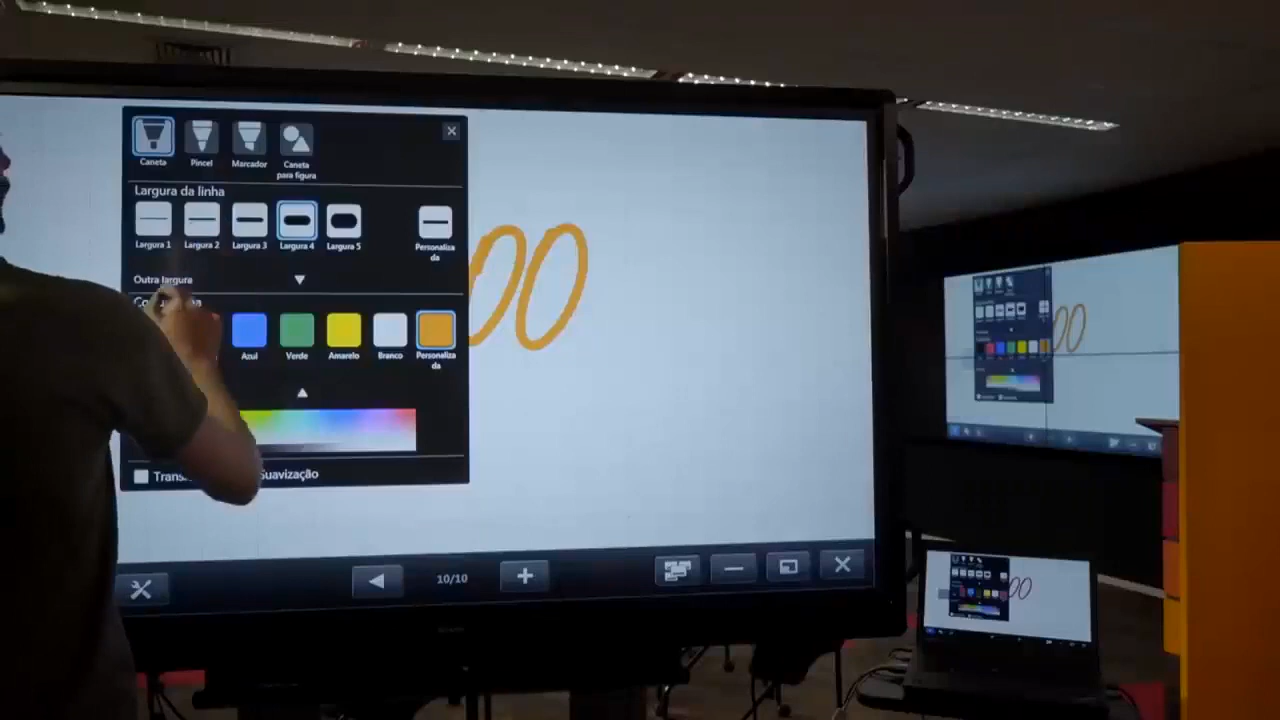 Caneta Pincel Marcador Caneta para figura
Largura da linha
Largura 1 Largura 2 Largura 3 Largura 4 Largura 5 Personaliza da
Outra largura
Azul Verde Amarelo Branco Personaliza da
Suavização
00
10/10